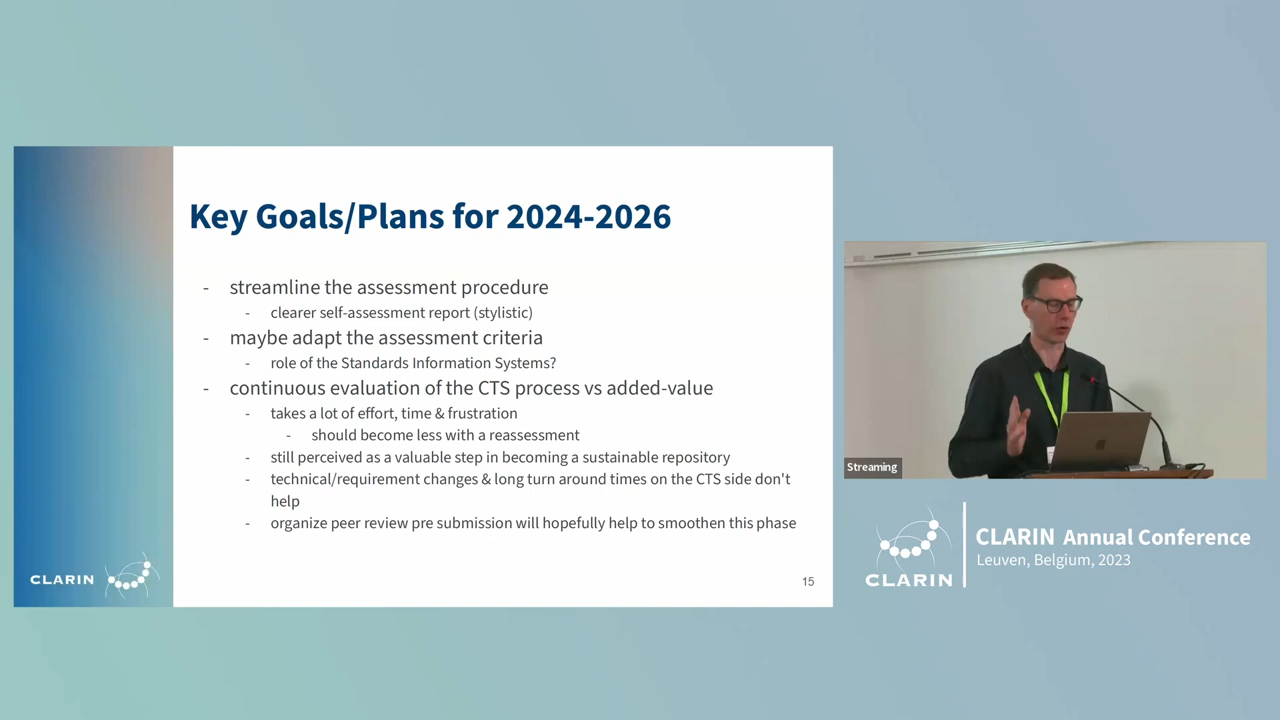 Key Goals/Plans for 2024-2026
- streamline the assessment procedure
- clearer self-assessment report (stylistic)
- maybe adapt the assessment criteria
- role of the Standards Information Systems?
- continuous evaluation of the CTS process vs added-value
- takes a lot of effort, time & frustration
- should become less with a reassessment
- still perceived as a valuable step in becoming a sustainable repository
- technical/requirement changes & long turn around times on the CTS side don't
help
- organize peer review pre submission will hopefully help to smoothen this phase
CLARIN
15
Streaming
CLARIN
CLARIN Annual Conference
Leuven, Belgium, 2023